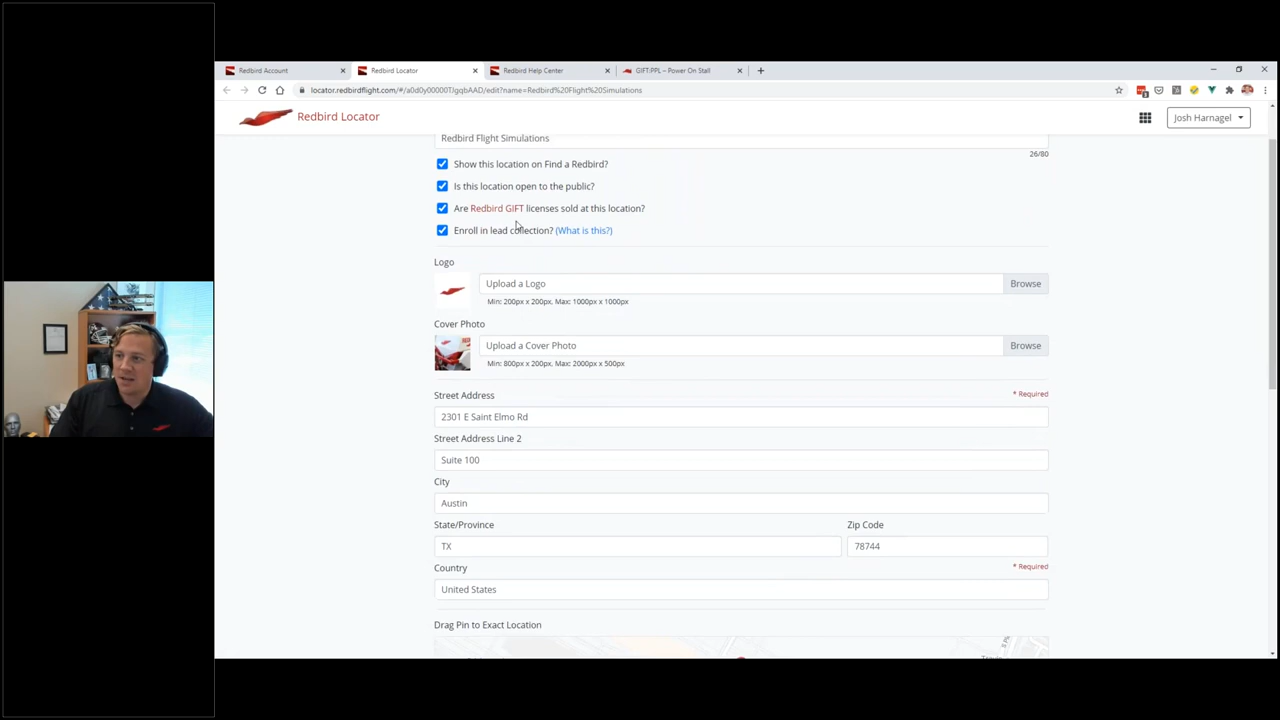 Redbird Account
Redbird Locator
Redbird Help Center
GIFT:PPL – Power On Stall
locator.redbirdflight.com/#/a0d0y00000TJgqbAAD/edit?name=Redbird%20Flight%20Simulations
Redbird Locator
Josh Harnagel
Redbird Flight Simulations
26/80
Show this location on Find a Redbird?
Is this location open to the public?
Are Redbird GIFT licenses sold at this location?
Enroll in lead collection? (What is this?)
Logo
Upload a Logo
Browse
Min: 200px x 200px, Max: 1000px x 1000px
Cover Photo
Upload a Cover Photo
Browse
Min: 800px x 200px, Max: 2000px x 500px
Street Address
* Required
2301 E Saint Elmo Rd
Street Address Line 2
Suite 100
City
Austin
State/Province
Zip Code
TX
78744
Country
* Required
United States
Drag Pin to Exact Location